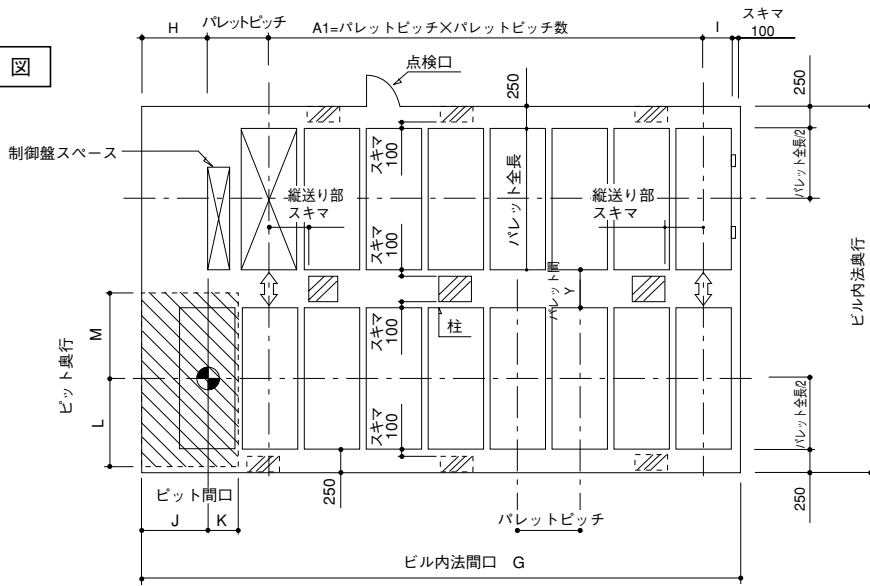 H
パレットピッチ
A1=パレットピッチ×パレットピッチ数
I
スキマ
100
図
点検口
250
250
制御盤スペース
スキマ
100
パレット全長
パレット全長/2
縦送り部
スキマ
縦送り部
スキマ
スキマ
100
パレット間
Y
ビル内法奥行
ピット奥行
M
L
柱
スキマ
100
スキマ
100
パレット全長/2
250
250
ピット間口
J
K
パレットピッチ
ビル内法間口 G